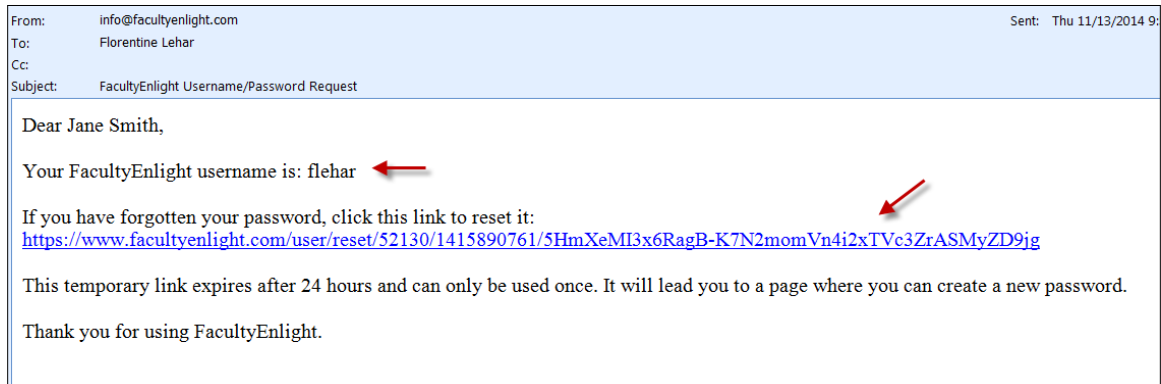 From: info@facultyenlight.com Sent: Thu 11/13/2014 9:
To: Florentine Lehar
Cc:
Subject: FacultyEnlight Username/Password Request
Dear Jane Smith,
Your FacultyEnlight username is: flehar
If you have forgotten your password, click this link to reset it:
https://www.facultyenlight.com/user/reset/52130/1415890761/5HmXeMI3x6RagB-K7N2momVn4i2xTVc3ZrASMyZD9jg
This temporary link expires after 24 hours and can only be used once. It will lead you to a page where you can create a new password.
Thank you for using FacultyEnlight.